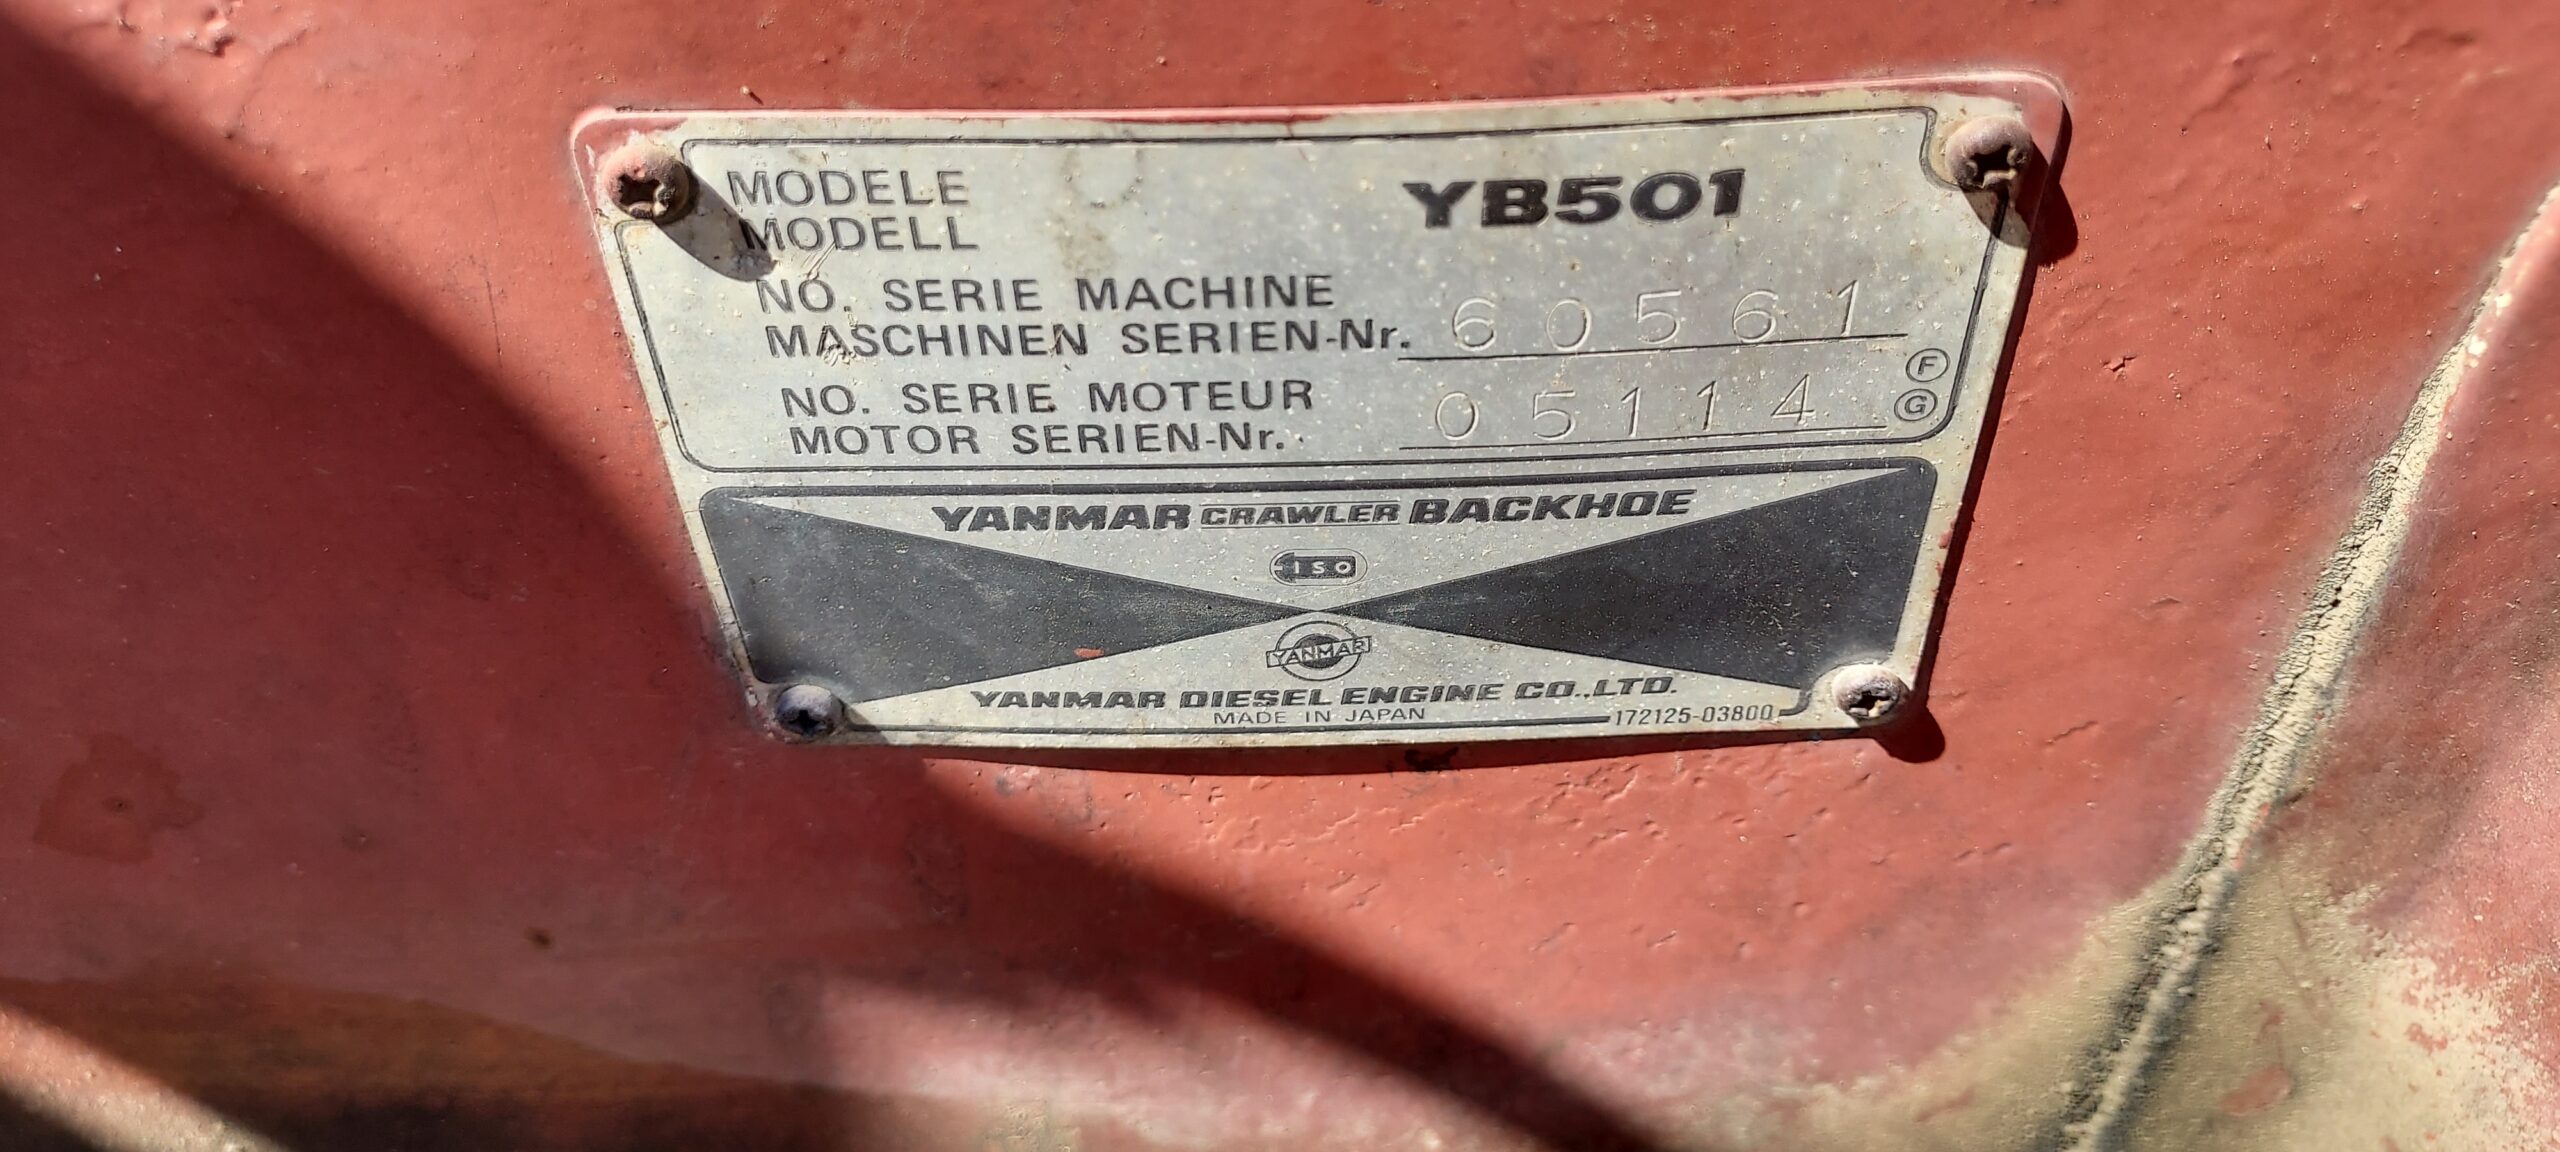 MODELE
MODELL
YB501
NO. SERIE MACHINE
MASCHINEN SERIEN-Nr. 60561
NO. SERIE MOTEUR
MOTOR SERIEN-Nr. 05114
F
G
YANMAR CRAWLER BACKHOE
ISO
YANMAR
YANMAR DIESEL ENGINE CO.,LTD.
MADE IN JAPAN
172125-03800